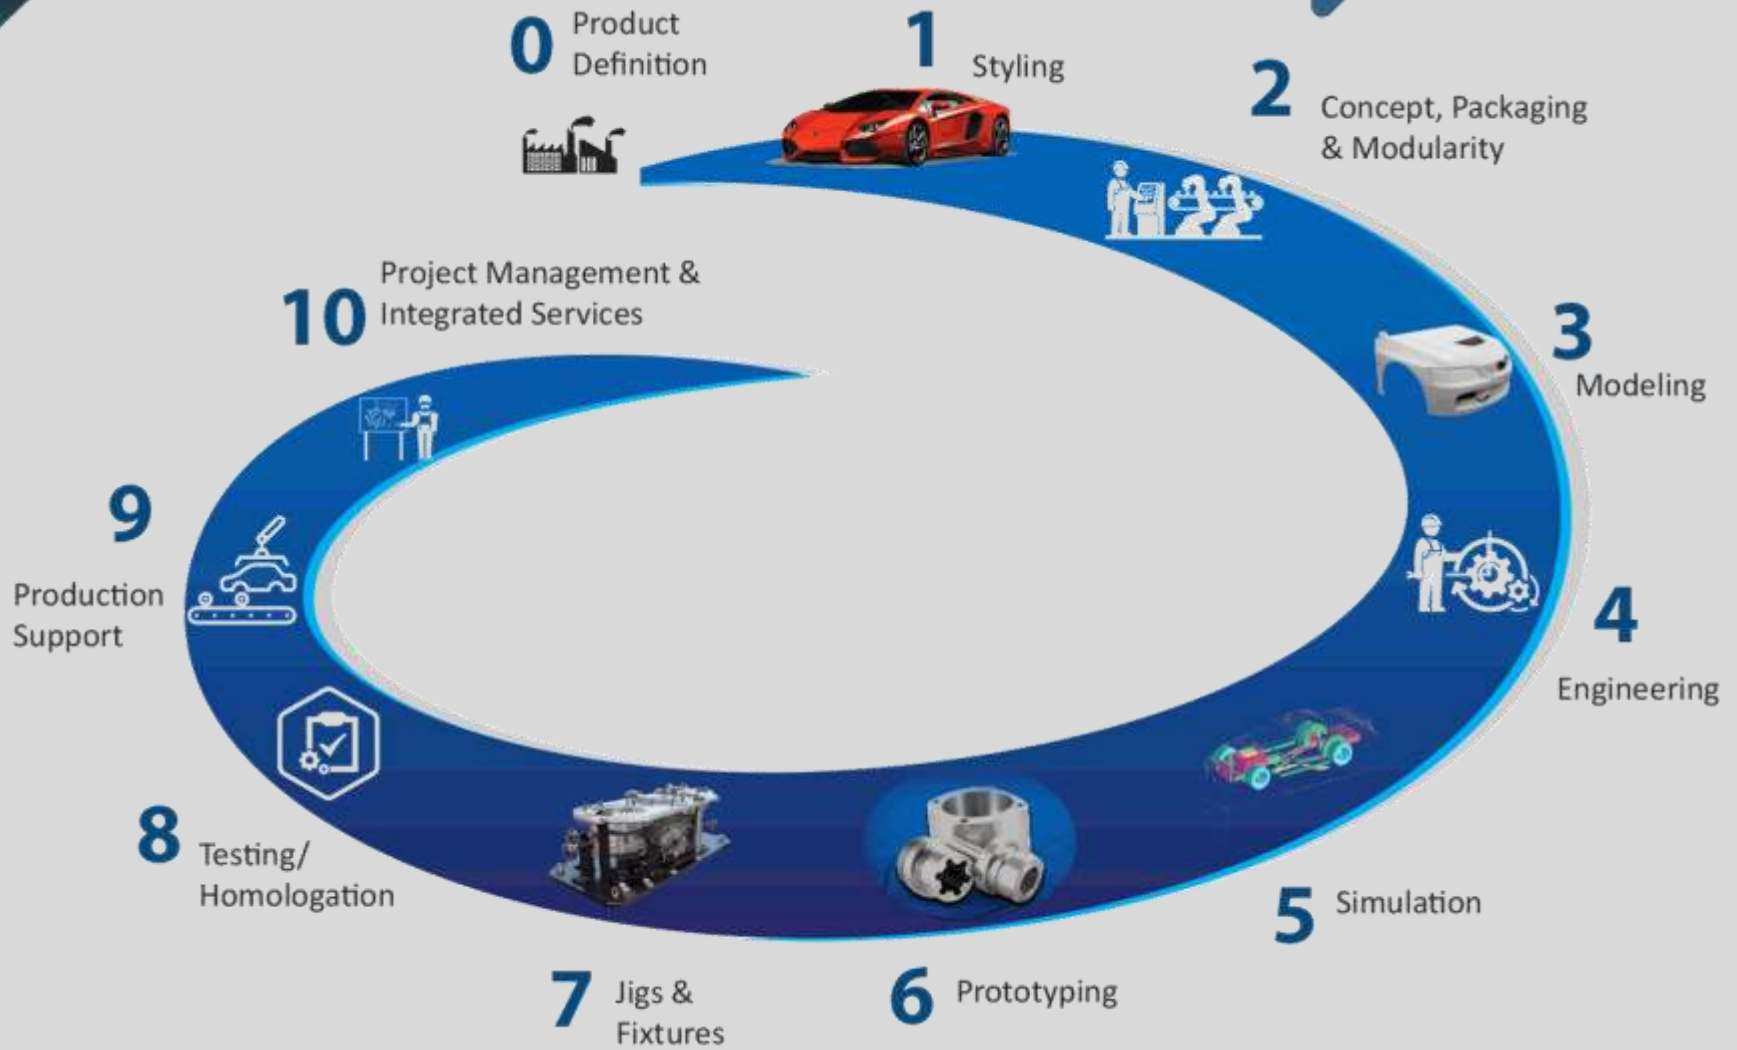 0 Product
Definition
1 Styling
2 Concept, Packaging
& Modularity
3
Modeling
4
Engineering
5 Simulation
6 Prototyping
7 Jigs &
Fixtures
8 Testing/
Homologation
9
Production
Support
10 Project Management &
Integrated Services